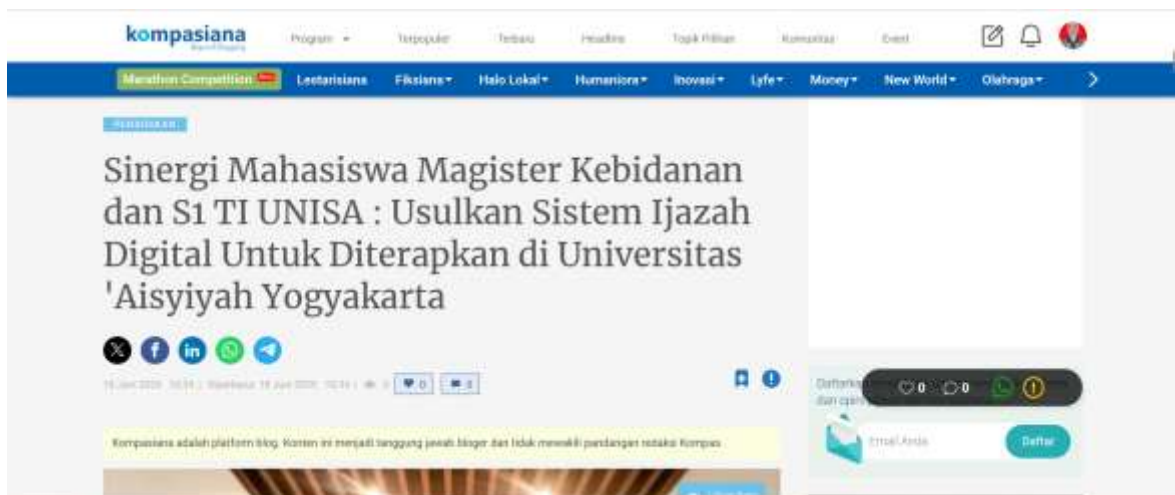 kompasiana
Program Terpopuler Terbaru Headline Topik Pilihan Komunitas Event
Marathon Competition Lestarisiana Fiksiana Halo Lokal Humaniora Inovasi Lyfe Money New World Olahraga
Sinergi Mahasiswa Magister Kebidanan
dan S1 TI UNISA : Usulkan Sistem Ijazah
Digital Untuk Diterapkan di Universitas
'Aisyiyah Yogyakarta
0
Daftarkan
0 0
Kompasiana adalah platform blog. Konten ini menjadi tanggung jawab bloger dan tidak mewakili pandangan redaksi Kompas.
Email Anda
Daftar